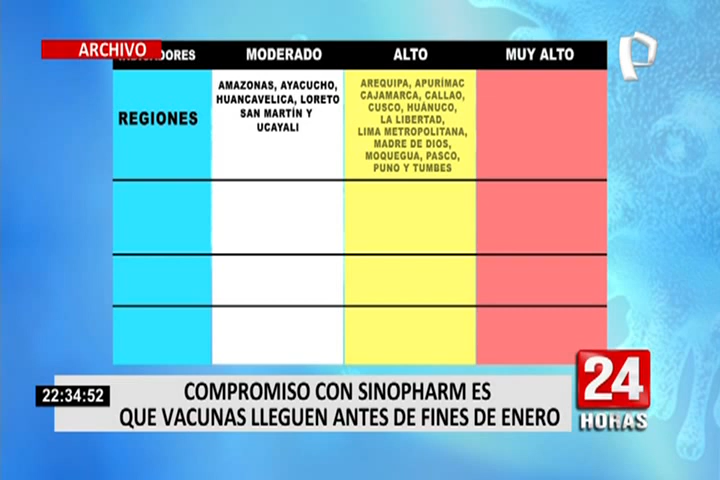 ARCHIVO
INDICADORES
MODERADO
ALTO
MUY ALTO
REGIONES
AMAZONAS, AYACUCHO,
HUANCAVELICA, LORETO
SAN MARTÍN Y
UCAYALI
AREQUIPA, APURÍMAC
CAJAMARCA, CALLAO,
CUSCO, HUÁNUCO,
LA LIBERTAD,
LIMA METROPOLITANA,
MADRE DE DIOS,
MOQUEGUA, PASCO,
PUNO Y TUMBES
22:34:52
COMPROMISO CON SINOPHARM ES
QUE VACUNAS LLEGUEN ANTES DE FINES DE ENERO
24
HORAS